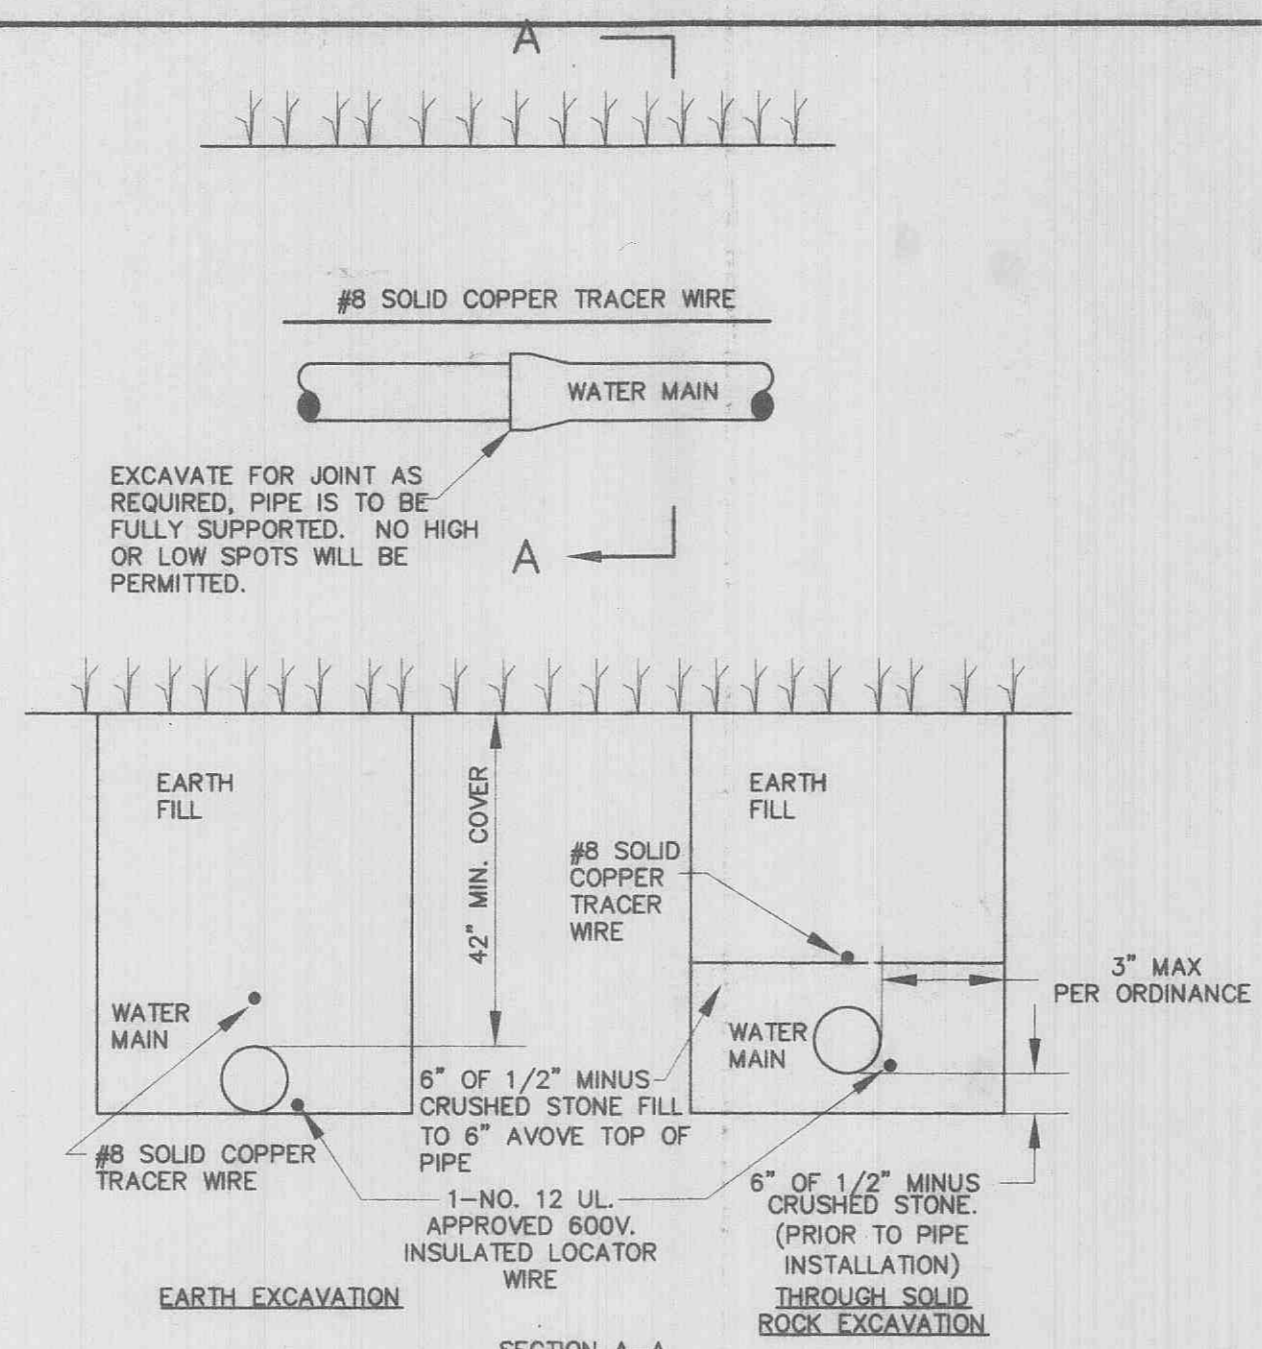 A
#8 SOLID COPPER TRACER WIRE
WATER MAIN
EXCAVATE FOR JOINT AS
REQUIRED, PIPE IS TO BE
FULLY SUPPORTED. NO HIGH
OR LOW SPOTS WILL BE
PERMITTED.
A
EARTH
FILL
42" MIN. COVER
EARTH
FILL
#8 SOLID
COPPER
TRACER
WIRE
3" MAX
PER ORDINANCE
WATER
MAIN
WATER
MAIN
6" OF 1/2" MINUS
CRUSHED STONE FILL
TO 6" AVOVE TOP OF
PIPE
#8 SOLID COPPER
TRACER WIRE
1-NO. 12 UL.
APPROVED 600V.
INSULATED LOCATOR
WIRE
6" OF 1/2" MINUS
CRUSHED STONE.
(PRIOR TO PIPE
INSTALLATION)
EARTH EXCAVATION
THROUGH SOLID
ROCK EXCAVATION
SECTION A-A